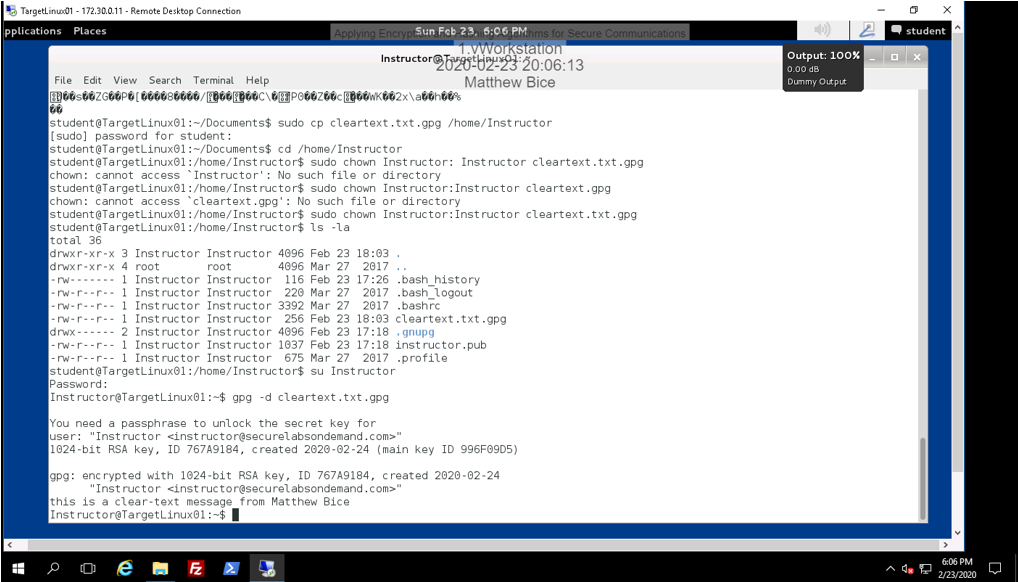 TargetLinux01 - 172.30.0.11 - Remote Desktop Connection
pplications Places
Sun Feb 23, 6:06 PM
student
Applying Encryption Algorithms for Secure Communications
1.vWorkstation
2020-02-23 20:06:13
Matthew Bice
Instructor@TargetLinux01: ~
Output: 100%
0.00 dB
Dummy Output
File Edit View Search Terminal Help
student@TargetLinux01:~/Documents$ sudo cp cleartext.txt.gpg /home/Instructor
[sudo] password for student:
student@TargetLinux01:~/Documents$ cd /home/Instructor
student@TargetLinux01:/home/Instructor$ sudo chown Instructor: Instructor cleartext.txt.gpg
chown: cannot access `Instructor': No such file or directory
student@TargetLinux01:/home/Instructor$ sudo chown Instructor:Instructor cleartext.gpg
chown: cannot access `cleartext.gpg': No such file or directory
student@TargetLinux01:/home/Instructor$ sudo chown Instructor:Instructor cleartext.txt.gpg
student@TargetLinux01:/home/Instructor$ ls -la
total 36
drwxr-xr-x 3 Instructor Instructor 4096 Feb 23 18:03 .
drwxr-xr-x 4 root       root       4096 Mar 27  2017 ..
-rw------- 1 Instructor Instructor  116 Feb 23 17:26 .bash_history
-rw-r--r-- 1 Instructor Instructor  220 Mar 27  2017 .bash_logout
-rw-r--r-- 1 Instructor Instructor 3392 Mar 27  2017 .bashrc
-rw-r--r-- 1 Instructor Instructor  256 Feb 23 18:03 cleartext.txt.gpg
drwx------ 2 Instructor Instructor 4096 Feb 23 17:18 .gnupg
-rw-r--r-- 1 Instructor Instructor 1037 Feb 23 17:18 instructor.pub
-rw-r--r-- 1 Instructor Instructor  675 Mar 27  2017 .profile
student@TargetLinux01:/home/Instructor$ su Instructor
Password:
Instructor@TargetLinux01:~$ gpg -d cleartext.txt.gpg
You need a passphrase to unlock the secret key for
user: "Instructor <instructor@securelabsondemand.com>"
1024-bit RSA key, ID 767A9184, created 2020-02-24 (main key ID 996F09D5)
gpg: encrypted with 1024-bit RSA key, ID 767A9184, created 2020-02-24
"Instructor <instructor@securelabsondemand.com>"
this is a clear-text message from Matthew Bice
Instructor@TargetLinux01:~$
6:06 PM
2/23/2020